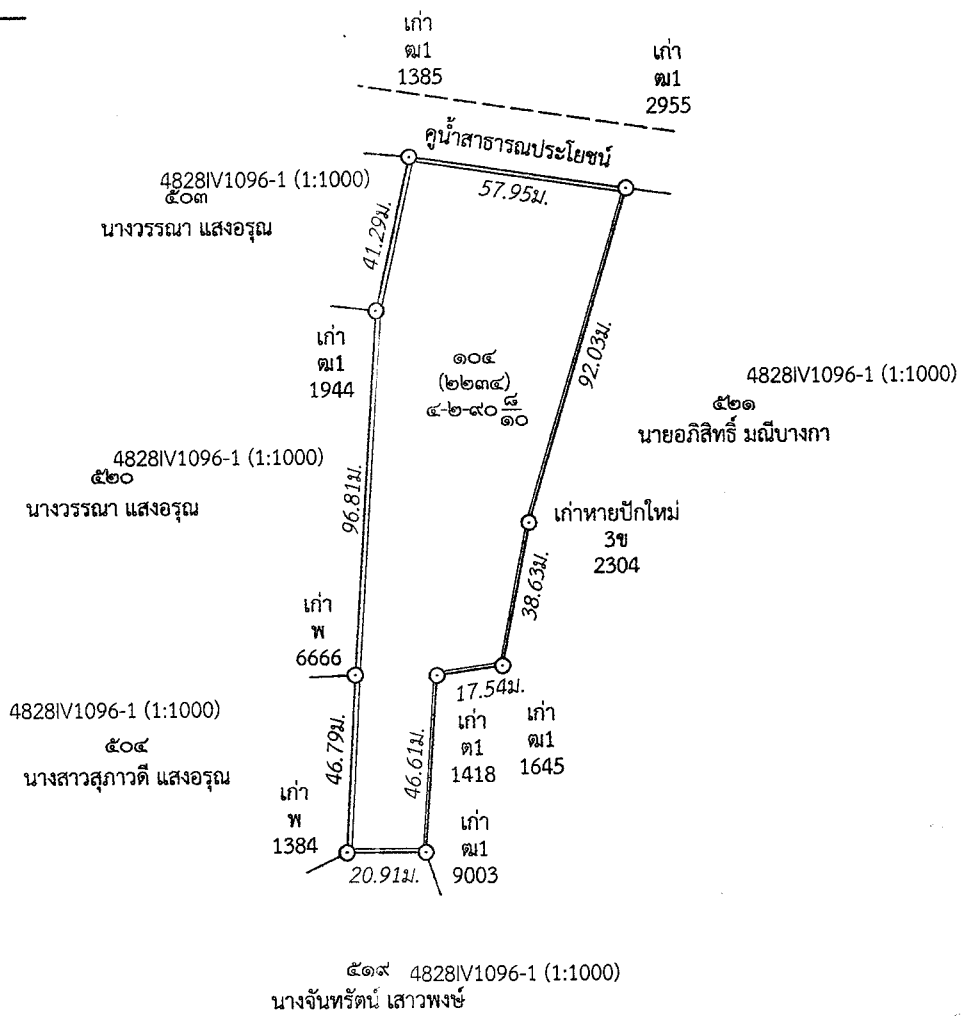 เก่า
ฒ1
1385
เก่า
ฒ1
2955
คูน้ำสาธารณประโยชน์
57.95ม.
4828IV1096-1 (1:1000)
๕๐๓
นางวรรณา แสงอรุณ
41.29ม.
เก่า
ฒ1
1944
๑๐๔
(๒๒๓๔)
๔-๒-๙๐ ๘/๑๐
92.03ม.
4828IV1096-1 (1:1000)
๕๒๑
นายอภิสิทธิ์ มณีบางกา
4828IV1096-1 (1:1000)
๕๒๐
นางวรรณา แสงอรุณ
96.81ม.
เก่าหายปักใหม่
3ข
2304
38.63ม.
เก่า
พ
6666
17.54ม.
4828IV1096-1 (1:1000)
๕๐๔
นางสาวสุภาวดี แสงอรุณ
46.79ม.
46.61ม.
เก่า
ต1
1418
เก่า
ฒ1
1645
เก่า
พ
1384
20.91ม.
เก่า
ฒ1
9003
๕๑๙ 4828IV1096-1 (1:1000)
นางจันทรัตน์ เสาวพงษ์